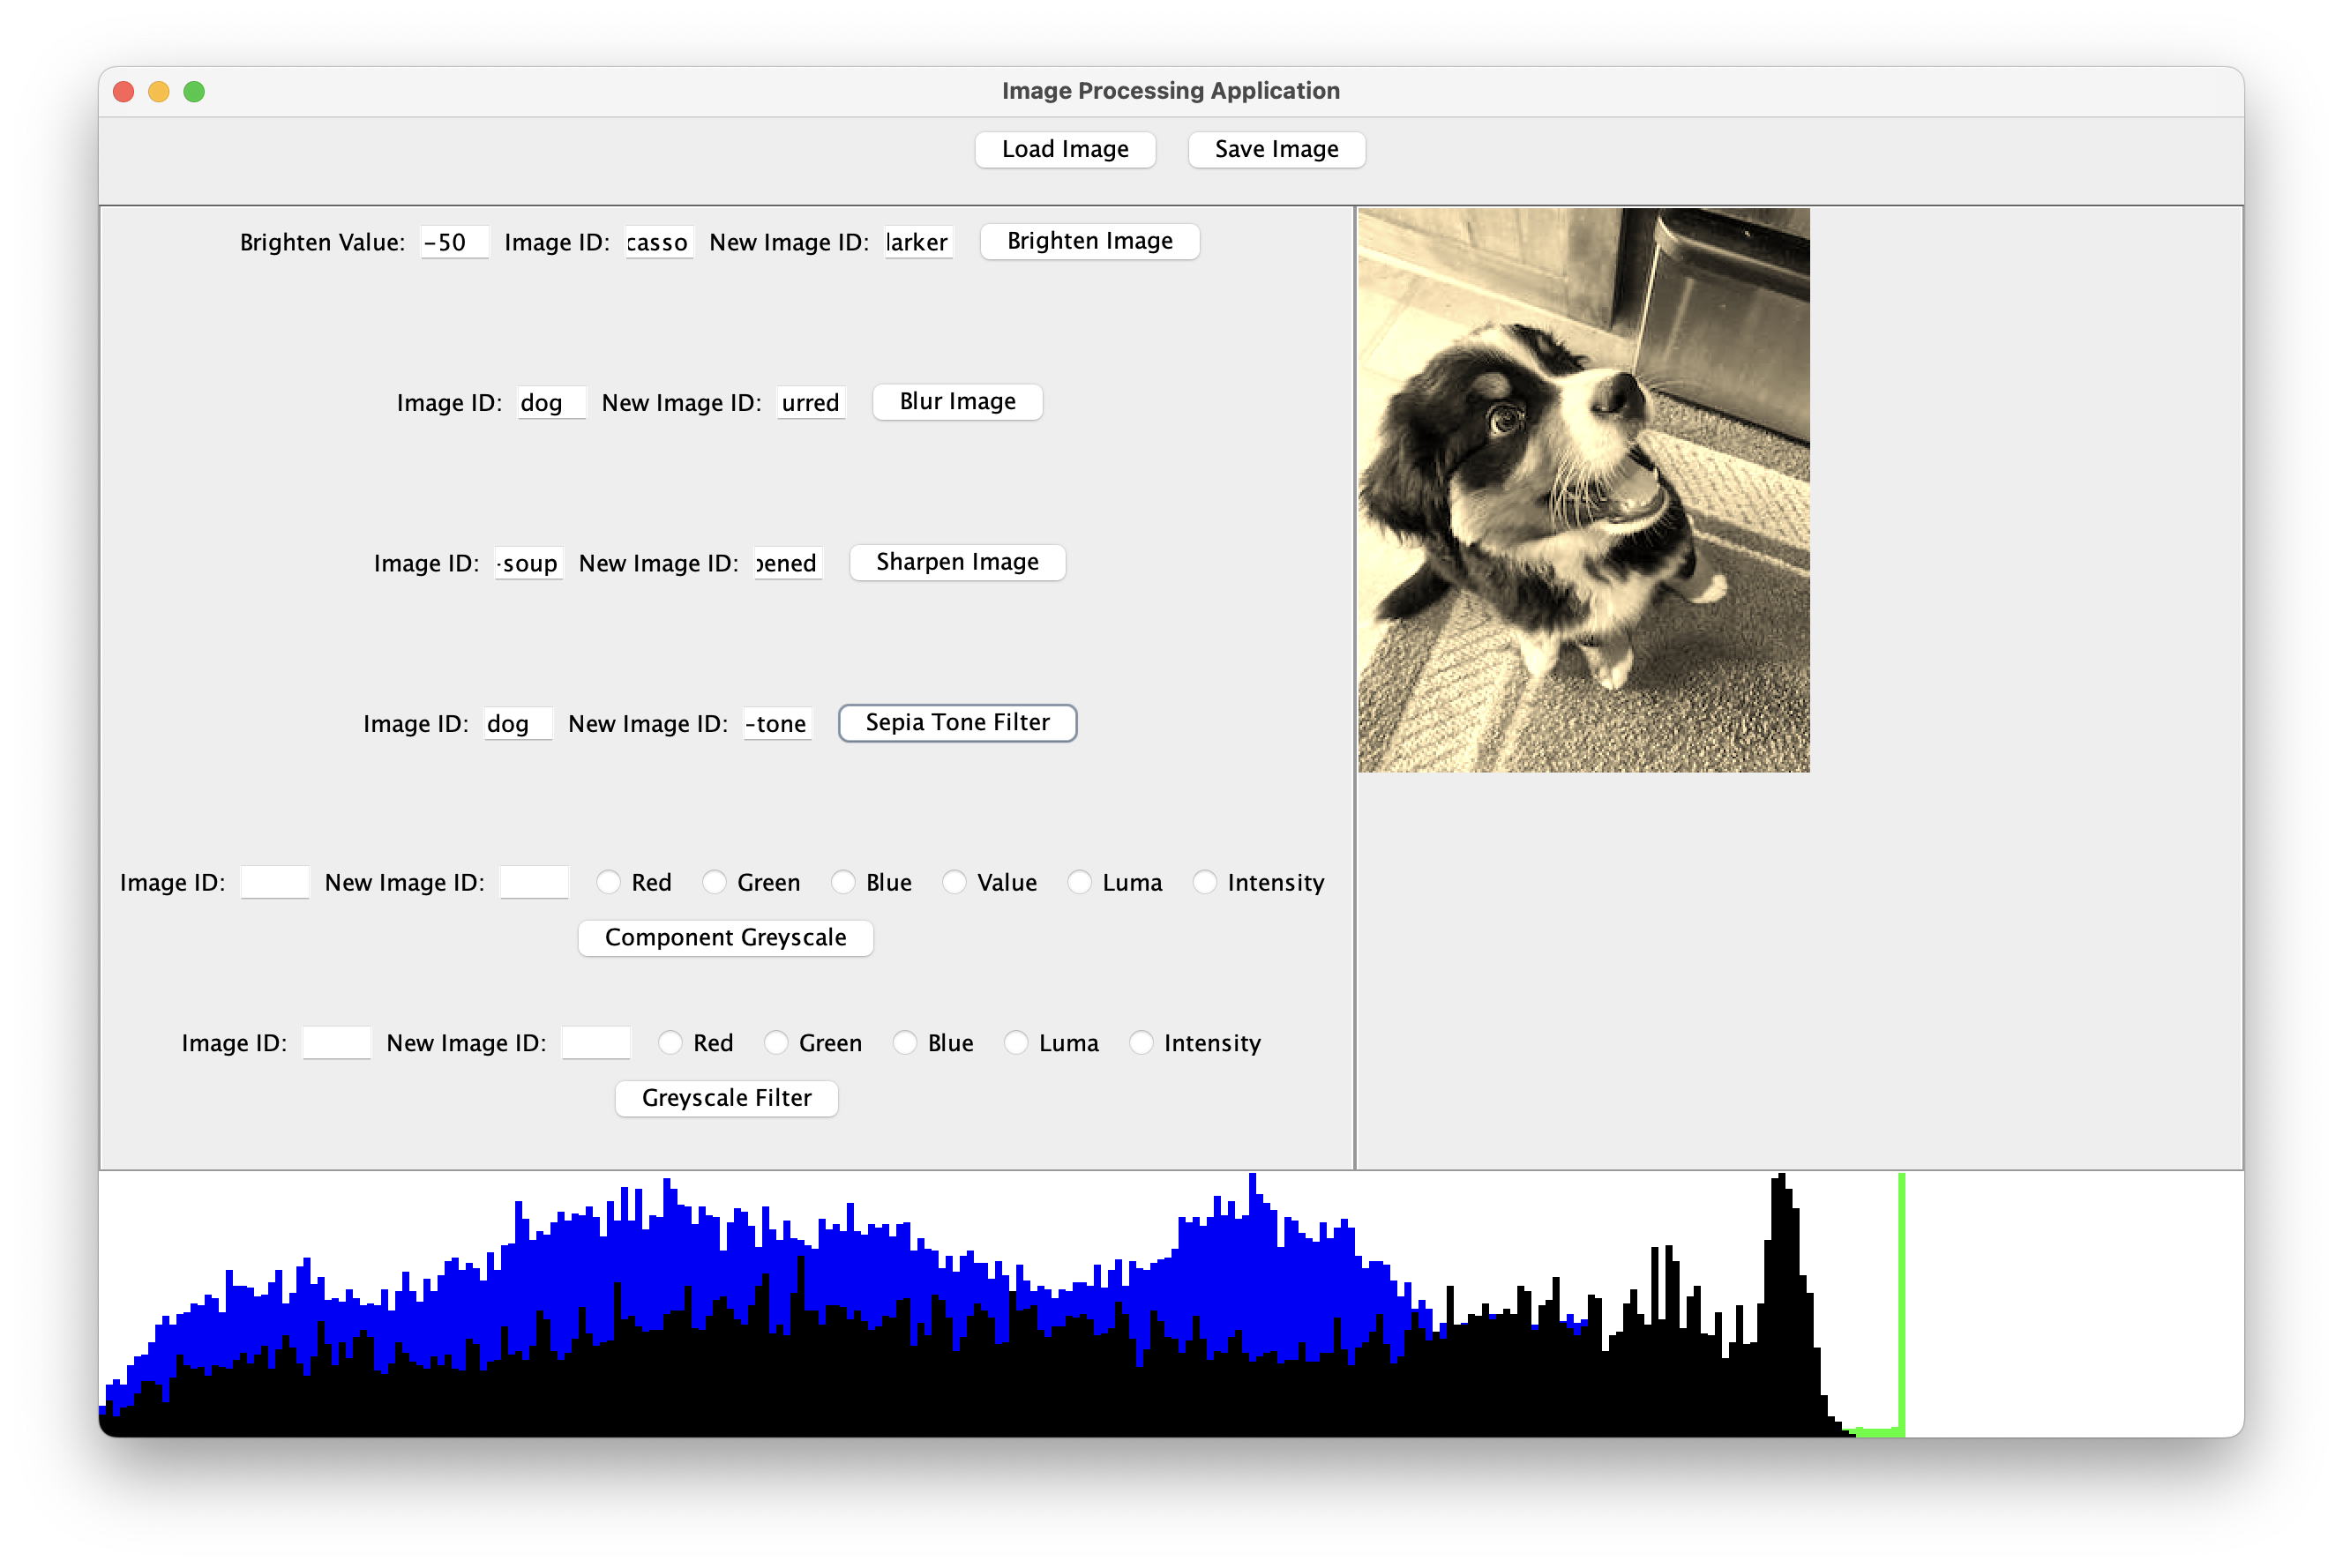 Image Processing Application
Load Image Save Image
Brighten Value: -50 Image ID: casso New Image ID: larker Brighten Image
Image ID: dog New Image ID: urred Blur Image
Image ID: -soup New Image ID: pened Sharpen Image
Image ID: dog New Image ID: -tone Sepia Tone Filter
Image ID: New Image ID: Red Green Blue Value Luma Intensity
Component Greyscale
Image ID: New Image ID: Red Green Blue Luma Intensity
Greyscale Filter